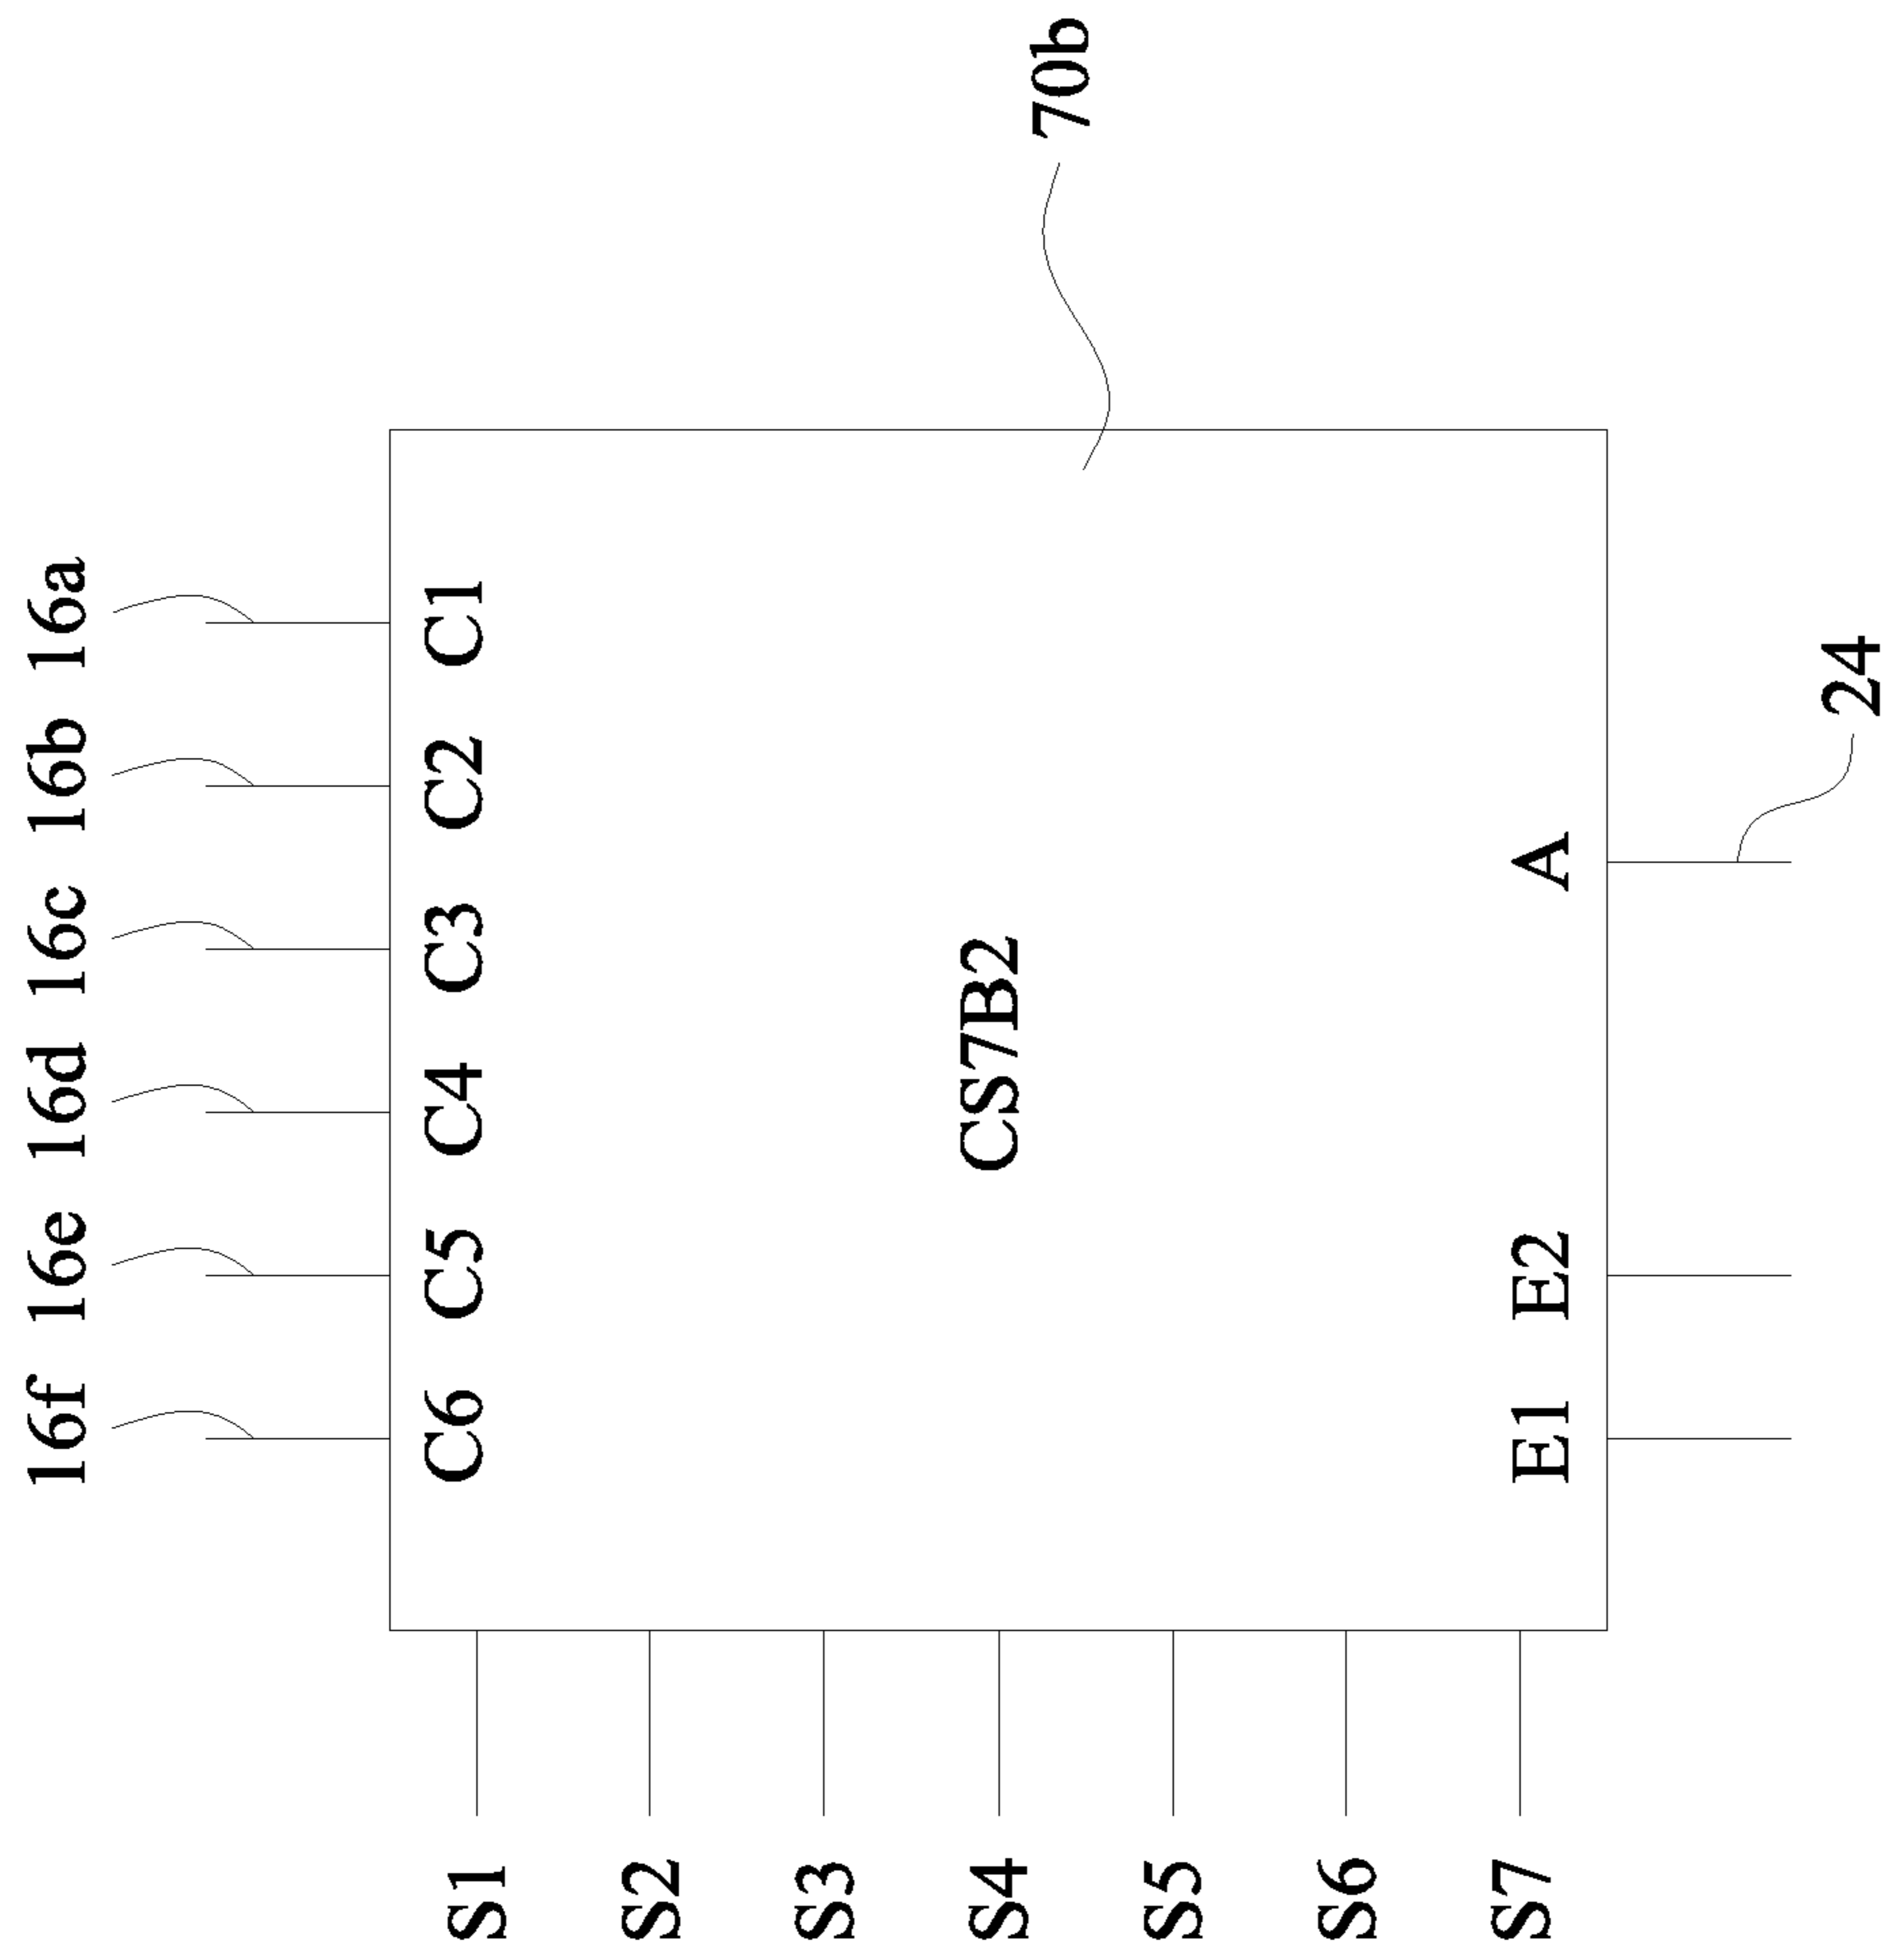 16f 16e 16d 16c 16b 16a
C6 C5 C4 C3 C2 C1
S1
S2
S3
S4
CS7B2
70b
S5
S6
S7
E1 E2 A
24